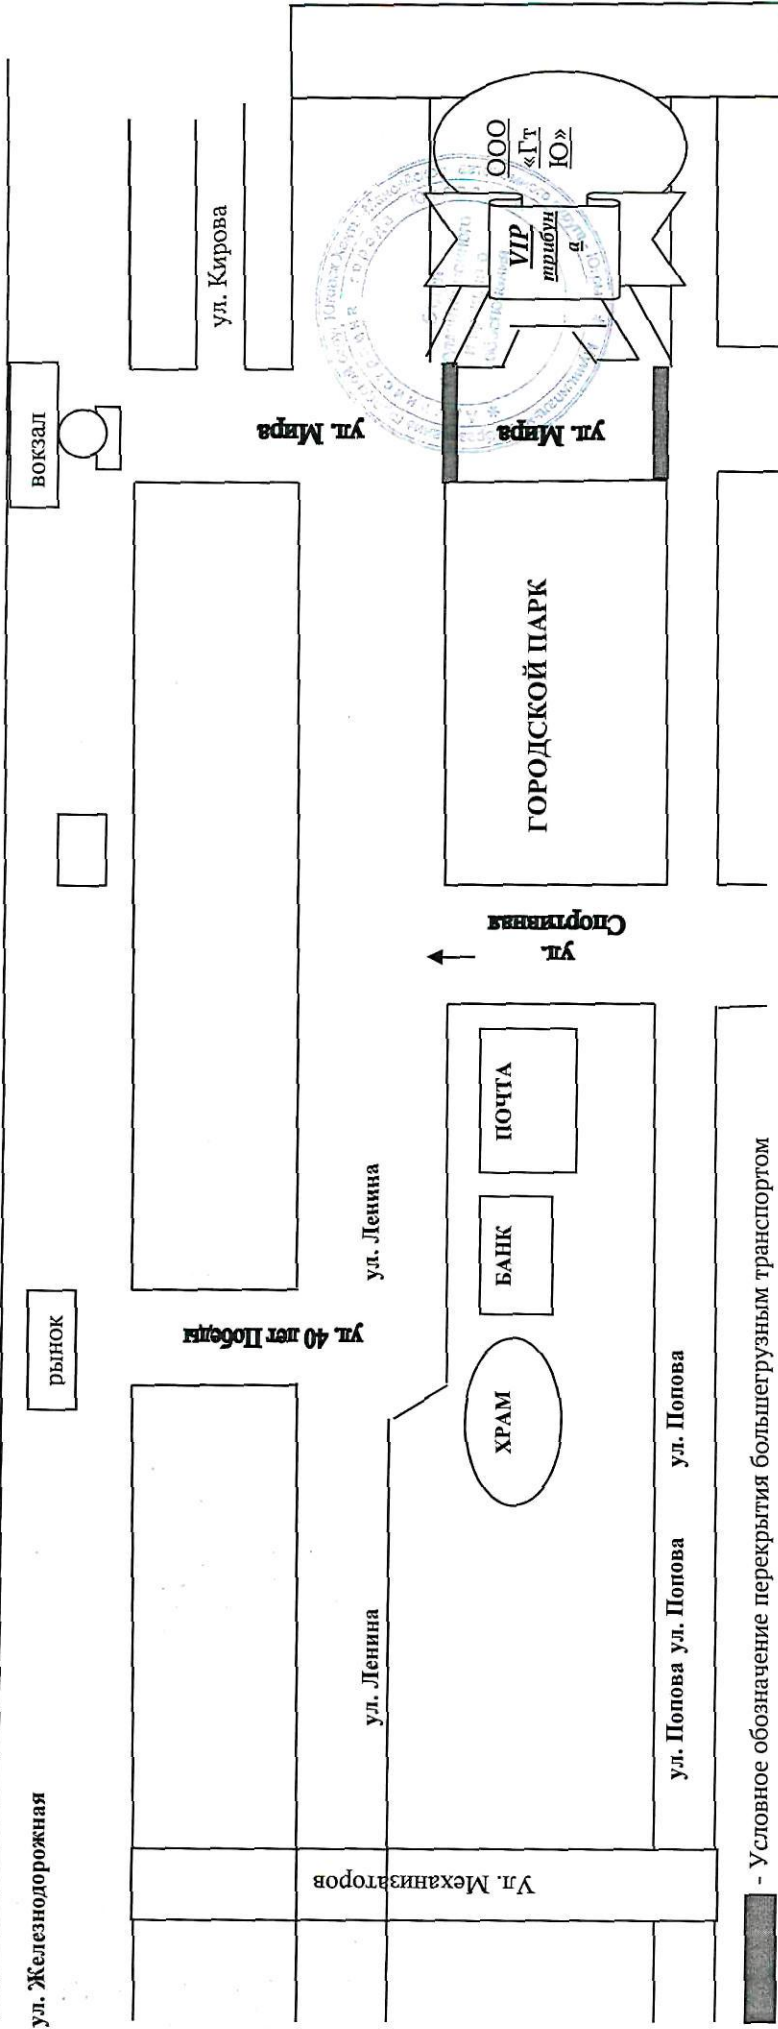 ул. Железнодорожная
рынок
вокзал
ул. Кирова
ул. 40 лет Победы
ул. Мира
ул. Мира
ул. Ленина
ул. Ленина
Ул. Механизаторов
ХРАМ
БАНК
ПОЧТА
ул.
Спортивная
ГОРОДСКОЙ ПАРК
VIP
трибун
а
ООО
«Гт
Ю»
ул. Попова ул. Попова
ул. Попова
- Условное обозначение перекрытия большегрузным транспортом